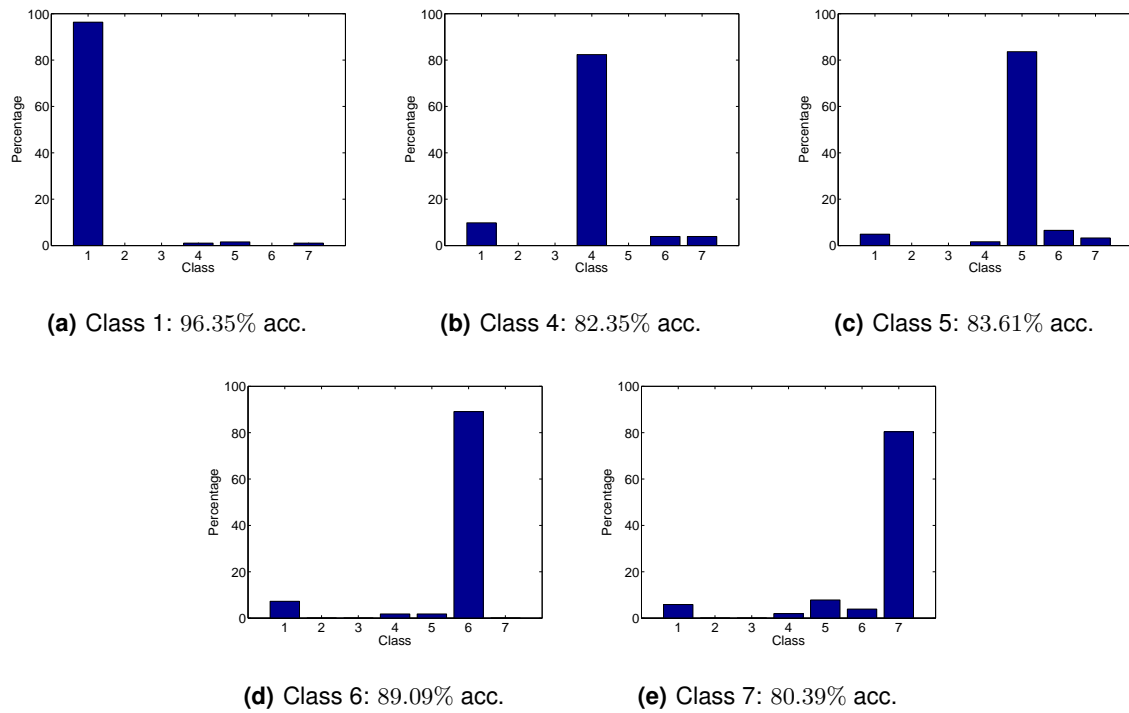 100
80
60
40
20
0
Percentage
1 2 3 4 5 6 7
Class
(a) Class 1: 96.35% acc.
100
80
60
40
20
0
Percentage
1 2 3 4 5 6 7
Class
(b) Class 4: 82.35% acc.
100
80
60
40
20
0
Percentage
1 2 3 4 5 6 7
Class
(c) Class 5: 83.61% acc.
100
80
60
40
20
0
Percentage
1 2 3 4 5 6 7
Class
(d) Class 6: 89.09% acc.
100
80
60
40
20
0
Percentage
1 2 3 4 5 6 7
Class
(e) Class 7: 80.39% acc.